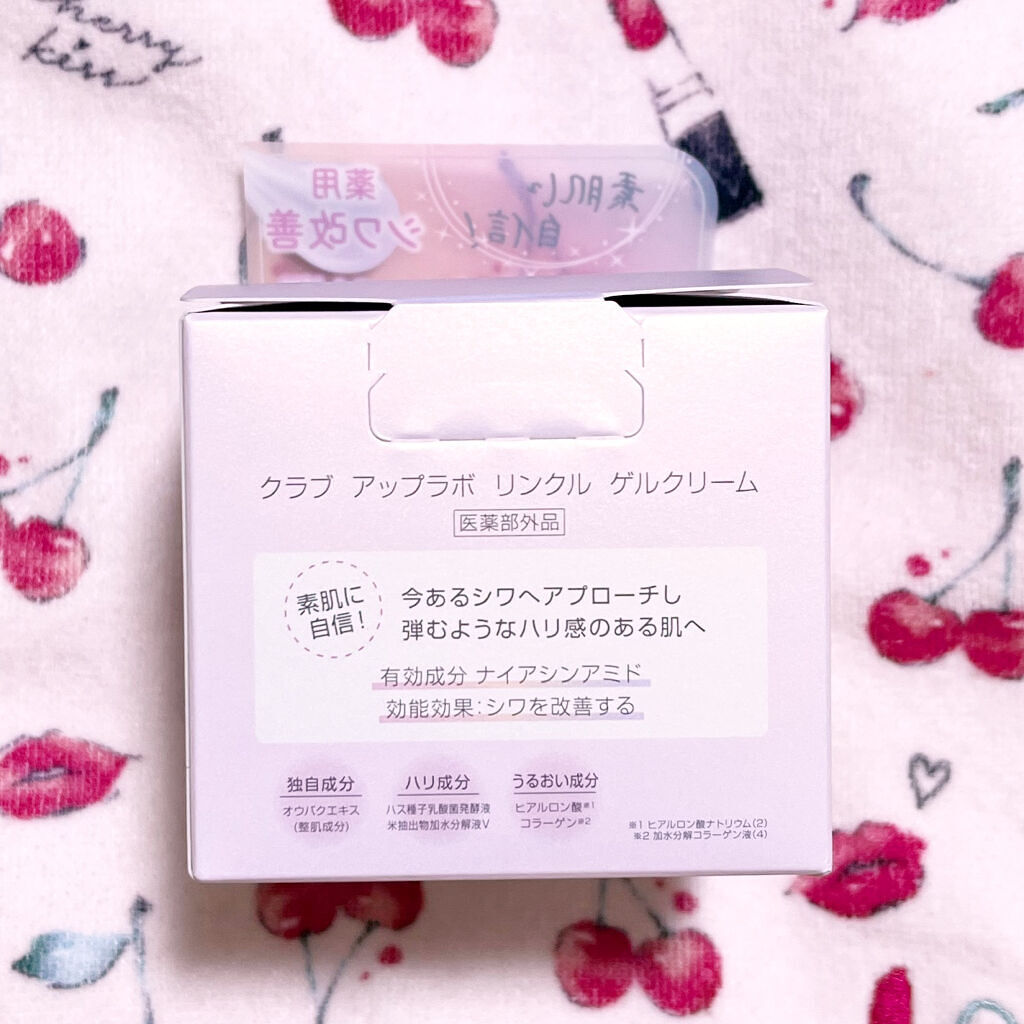 cherry
kiss
薬用
シワ改善
素肌に
自信!
クラブ アップラボ リンクル ゲルクリーム
医薬部外品
素肌に
自信!
今あるシワへアプローチし
弾むようなハリ感のある肌へ
有効成分 ナイアシンアミド
効能効果:シワを改善する
独自成分
オウバクエキス
(整肌成分)
ハリ成分
ハス種子乳酸菌発酵液
米抽出物加水分解液V
うるおい成分
ヒアルロン酸※1
コラーゲン※2
※1 ヒアルロン酸ナトリウム(2)
※2 加水分解コラーゲン液(4)